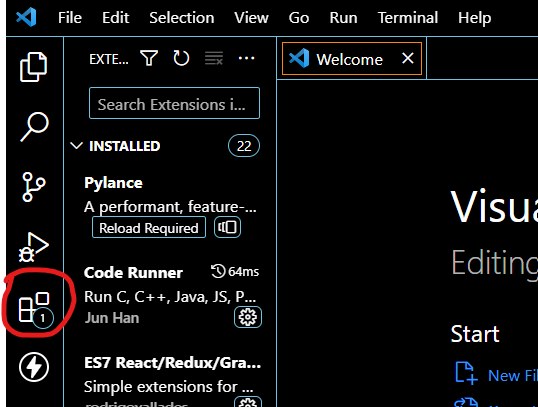 File Edit Selection View Go Run Terminal Help
EXTE...
Welcome
Search Extensions i...
INSTALLED 22
Pylance
A performant, feature-...
Reload Required
Code Runner 64ms
Run C, C++, Java, JS, P...
Jun Han
1
ES7 React/Redux/Gra...
Simple extensions for ...
Visua
Editing
Start
New Fil